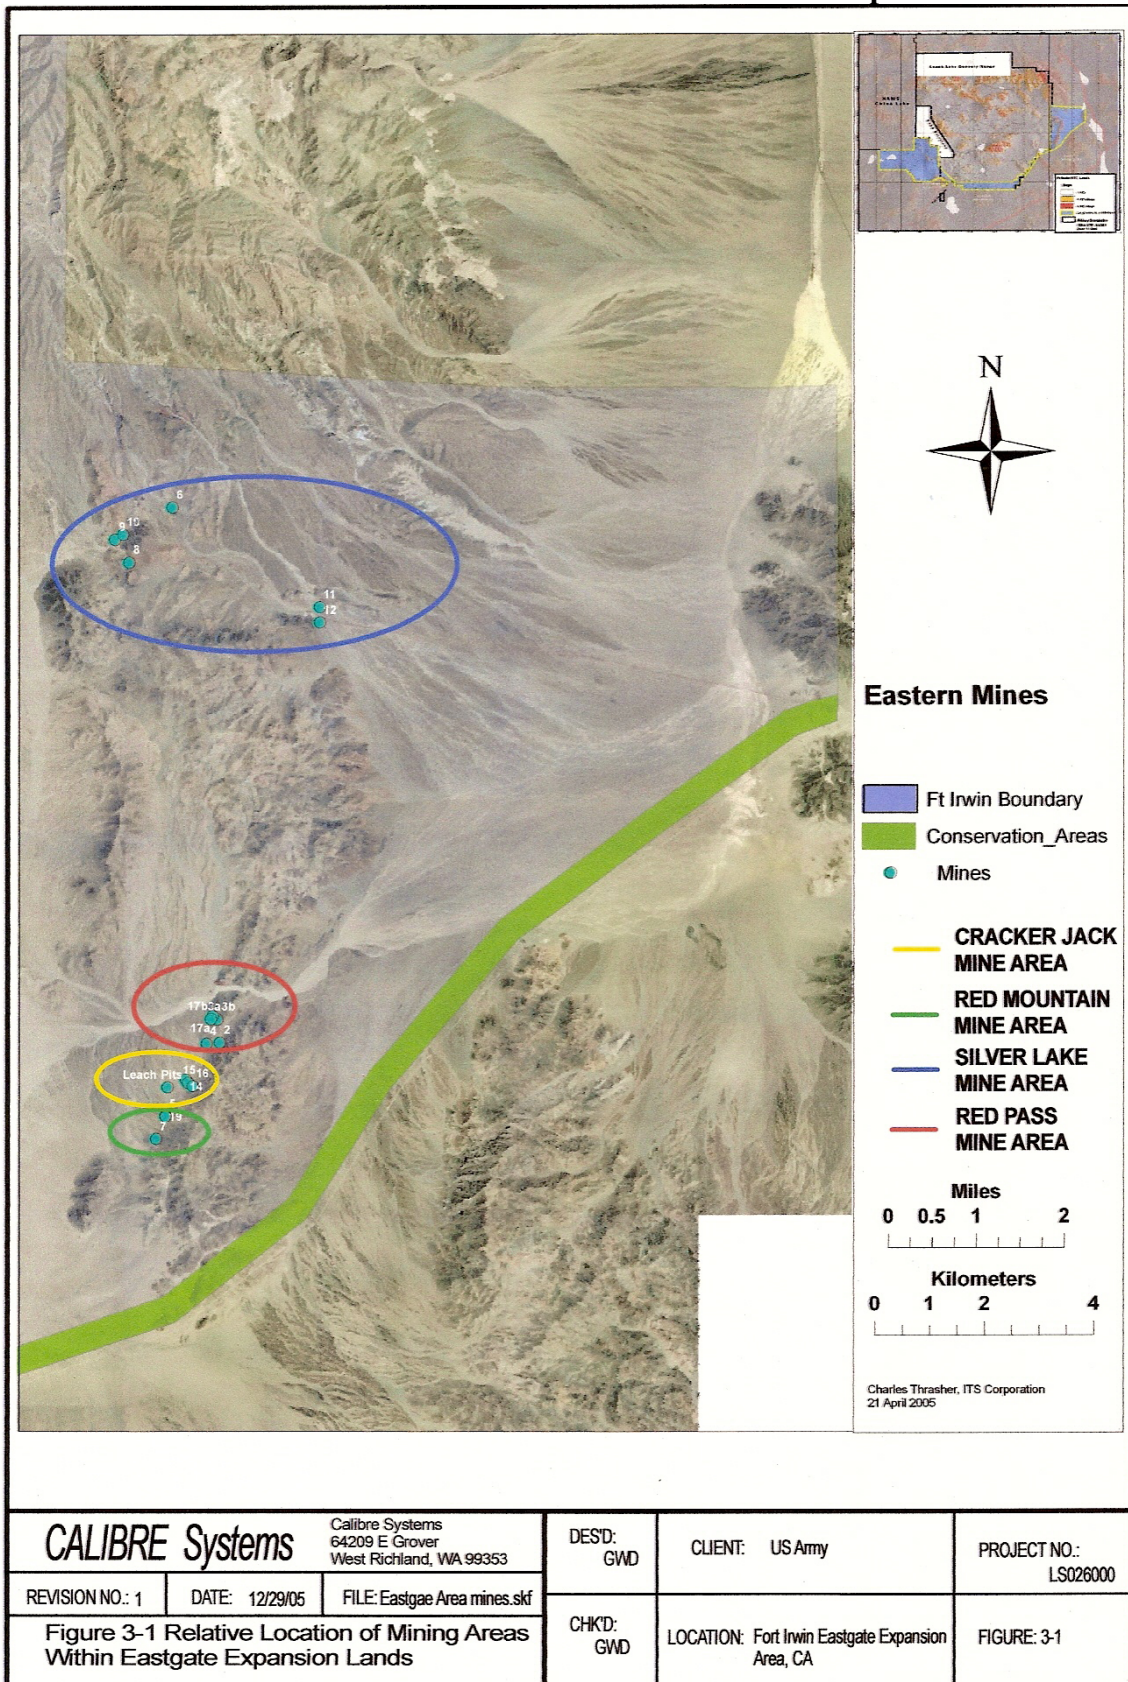 N
6
10
9
8
11
12
Eastern Mines
Ft Irwin Boundary
Conservation_Areas
Mines
CRACKER JACK
MINE AREA
RED MOUNTAIN
MINE AREA
SILVER LAKE
MINE AREA
RED PASS
MINE AREA
17b3a3b
17a4 2
Leach Pits 15 16
14
5
19
7
Miles
0 0.5 1 2
Kilometers
0 1 2 4
Charles Thrasher, ITS Corporation
21 April 2005
CALIBRE Systems
Calibre Systems
64209 E Grover
West Richland, WA 99353
REVISION NO.: 1
DATE: 12/29/05
FILE: Eastgae Area mines.skf
Figure 3-1 Relative Location of Mining Areas
Within Eastgate Expansion Lands
DES'D:
GWD
CLIENT: US Army
PROJECT NO.:
LS026000
CHK'D:
GWD
LOCATION: Fort Irwin Eastgate Expansion
Area, CA
FIGURE: 3-1